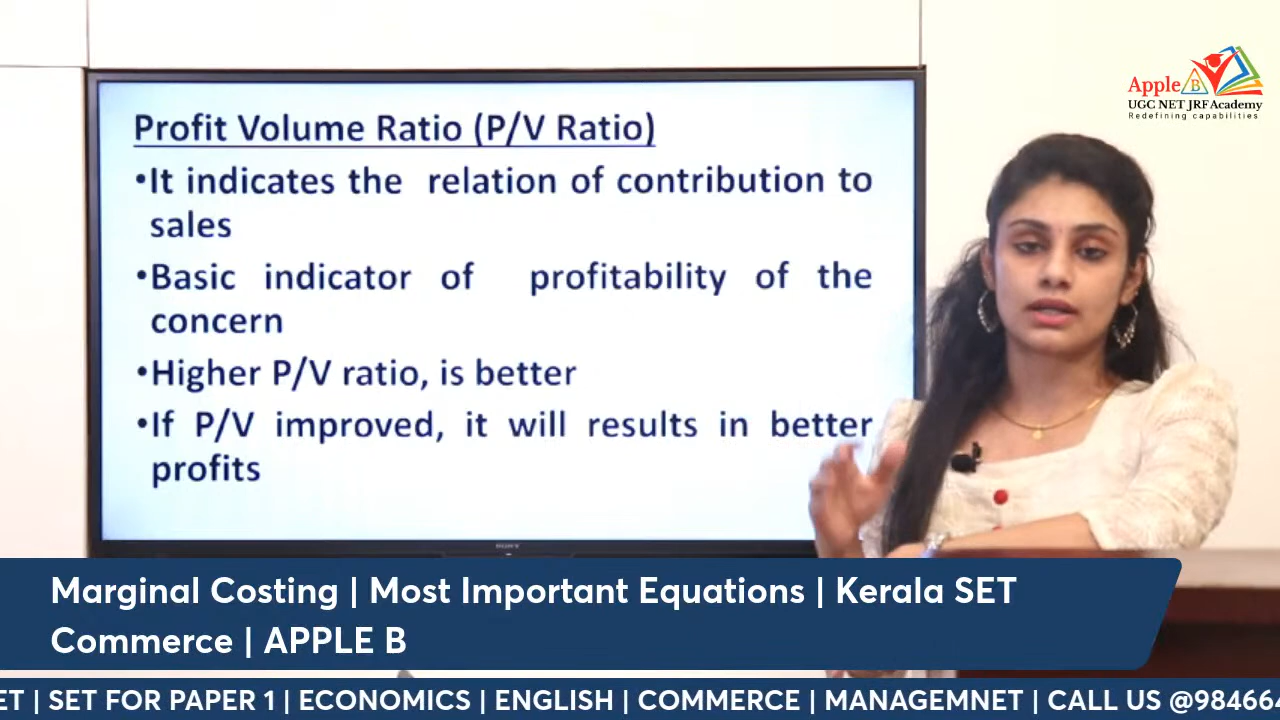 Profit Volume Ratio (P/V Ratio)
•It indicates the relation of contribution to
sales
•Basic indicator of profitability of the
concern
•Higher P/V ratio, is better
•If P/V improved, it will results in better
profits
SONY
Apple B
UGC NET JRF Academy
Redefining capabilities
Marginal Costing | Most Important Equations | Kerala SET
Commerce | APPLE B
ET | SET FOR PAPER 1 | ECONOMICS | ENGLISH | COMMERCE | MANAGEMNET | CALL US @98466